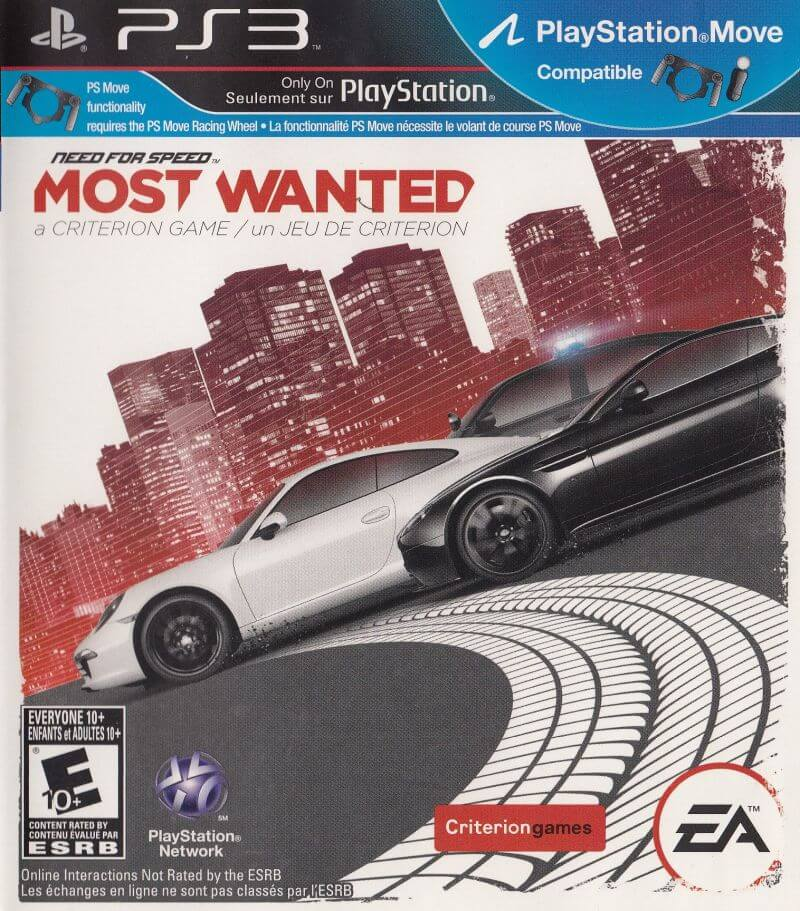 PS3™
PlayStation®Move
Compatible
PS Move
functionality
requires the PS Move Racing Wheel • La fonctionnalité PS Move nécessite le volant de course PS Move
Only On
Seulement sur PlayStation®
NEED FOR SPEED™
MOST WANTED
a CRITERION GAME / un JEU DE CRITERION
EVERYONE 10+
ENFANTS et ADULTES 10+
E
10+
®
CONTENT RATED BY
CONTENU ÉVALUÉ PAR
ESRB
SM
PlayStation®
Network
Criteriongames
EA™
Online Interactions Not Rated by the ESRB
Les échanges en ligne ne sont pas classés par l'ESRB